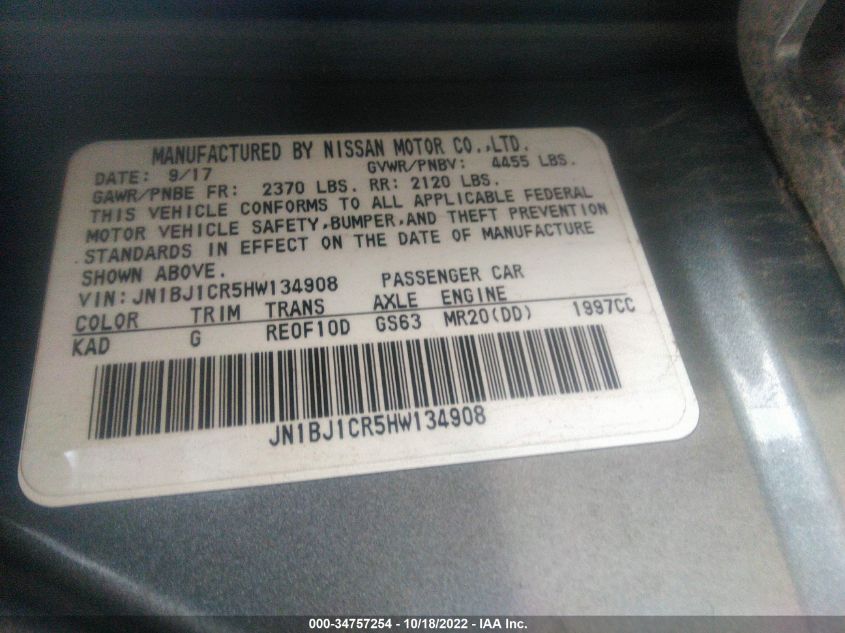 MANUFACTURED BY NISSAN MOTOR CO.,LTD.
DATE: 9/17 GVWR/PNBV: 4455 LBS.
GAWR/PNBE FR: 2370 LBS. RR: 2120 LBS.
THIS VEHICLE CONFORMS TO ALL APPLICABLE FEDERAL
MOTOR VEHICLE SAFETY,BUMPER,AND THEFT PREVENTION
STANDARDS IN EFFECT ON THE DATE OF MANUFACTURE
SHOWN ABOVE.
VIN:JN1BJ1CR5HW134908 PASSENGER CAR
COLOR TRIM TRANS AXLE ENGINE
KAD G RE0F10D GS63 MR20(DD) 1997CC
JN1BJ1CR5HW134908
000-34757254 - 10/18/2022 - IAA Inc.